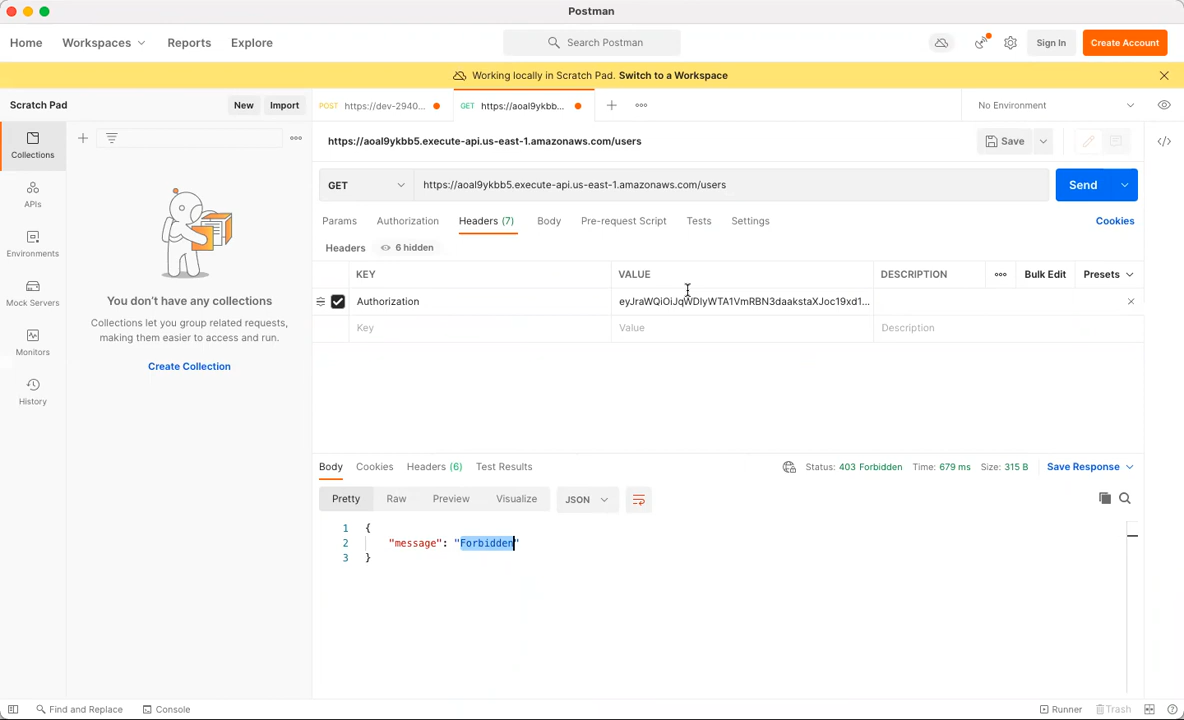 Postman
Home Workspaces Reports Explore Search Postman Sign In Create Account
Working locally in Scratch Pad. Switch to a Workspace
Scratch Pad New Import POST https://dev-2940... GET https://aoal9ykbb... No Environment
Collections
APIs
Environments
Mock Servers
Monitors
History
You don't have any collections
Collections let you group related requests,
making them easier to access and run.
Create Collection
https://aoal9ykbb5.execute-api.us-east-1.amazonaws.com/users Save
GET https://aoal9ykbb5.execute-api.us-east-1.amazonaws.com/users Send
Params Authorization Headers (7) Body Pre-request Script Tests Settings Cookies
Headers 6 hidden
KEY VALUE DESCRIPTION Bulk Edit Presets
Authorization eyJraWQiOiJqWDlyWTA1VmRBN3daakstaXJoc19xd1...
Key Value Description
Body Cookies Headers (6) Test Results Status: 403 Forbidden Time: 679 ms Size: 315 B Save Response
Pretty Raw Preview Visualize JSON
1 {
2 "message": "Forbidden"
3 }
Find and Replace Console Runner Trash